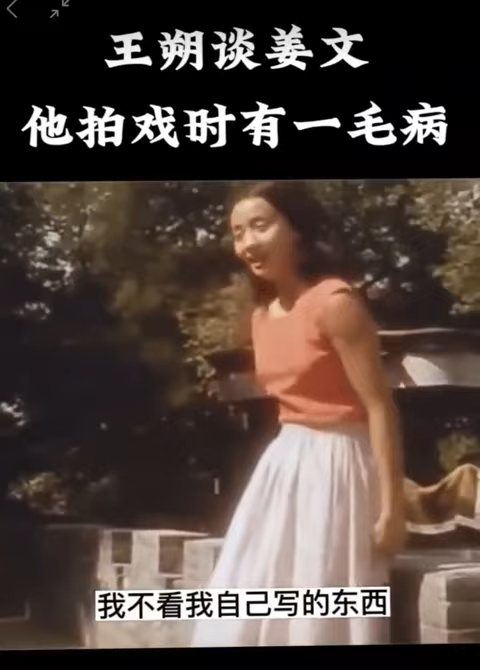 王朔谈姜文
他拍戏时有一毛病
我不看我自己写的东西